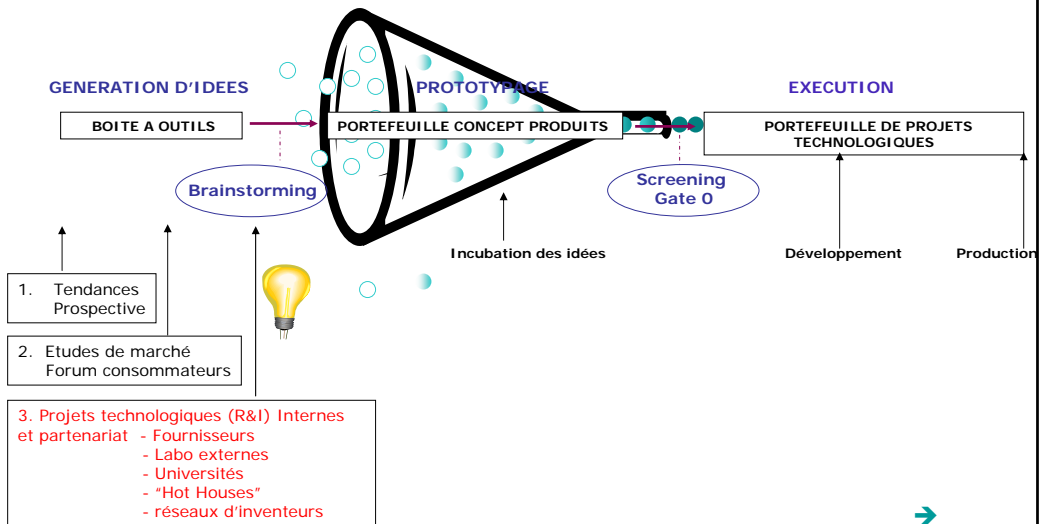 GENERATION D'IDEES
PROTOTYPAGE
EXECUTION
BOITE A OUTILS
PORTEFEUILLE CONCEPT PRODUITS
PORTEFEUILLE DE PROJETS
TECHNOLOGIQUES
Brainstorming
Screening
Gate 0
Incubation des idées
Développement
Production
1. Tendances
Prospective
2. Etudes de marché
Forum consommateurs
3. Projets technologiques (R&I) Internes
et partenariat - Fournisseurs
- Labo externes
- Universités
- "Hot Houses"
- réseaux d'inventeurs